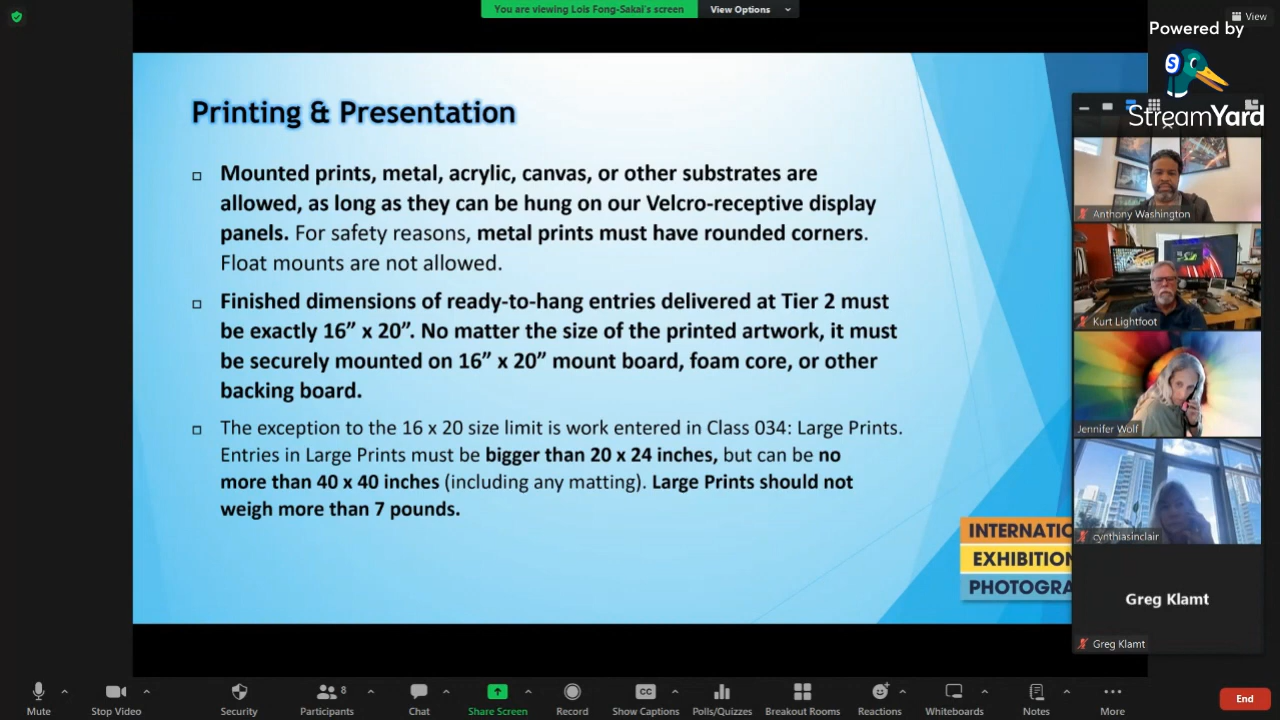 You are viewing Lois Fong-Sakai's screen
View Options
View
Powered by
StreamYard
Printing & Presentation
Mounted prints, metal, acrylic, canvas, or other substrates are
allowed, as long as they can be hung on our Velcro-receptive display
panels. For safety reasons, metal prints must have rounded corners.
Float mounts are not allowed.
Finished dimensions of ready-to-hang entries delivered at Tier 2 must
be exactly 16” x 20”. No matter the size of the printed artwork, it must
be securely mounted on 16” x 20” mount board, foam core, or other
backing board.
The exception to the 16 x 20 size limit is work entered in Class 034: Large Prints.
Entries in Large Prints must be bigger than 20 x 24 inches, but can be no
more than 40 x 40 inches (including any matting). Large Prints should not
weigh more than 7 pounds.
INTERNATIO
EXHIBITION
PHOTOGRA
Anthony Washington
Kurt Lightfoot
Jennifer Wolf
cynthiasinclair
Greg Klamt
Greg Klamt
Mute
Stop Video
Security
Participants
8
Chat
Share Screen
Record
CC
Show Captions
Polls/Quizzes
Breakout Rooms
Reactions
Whiteboards
Notes
More
End